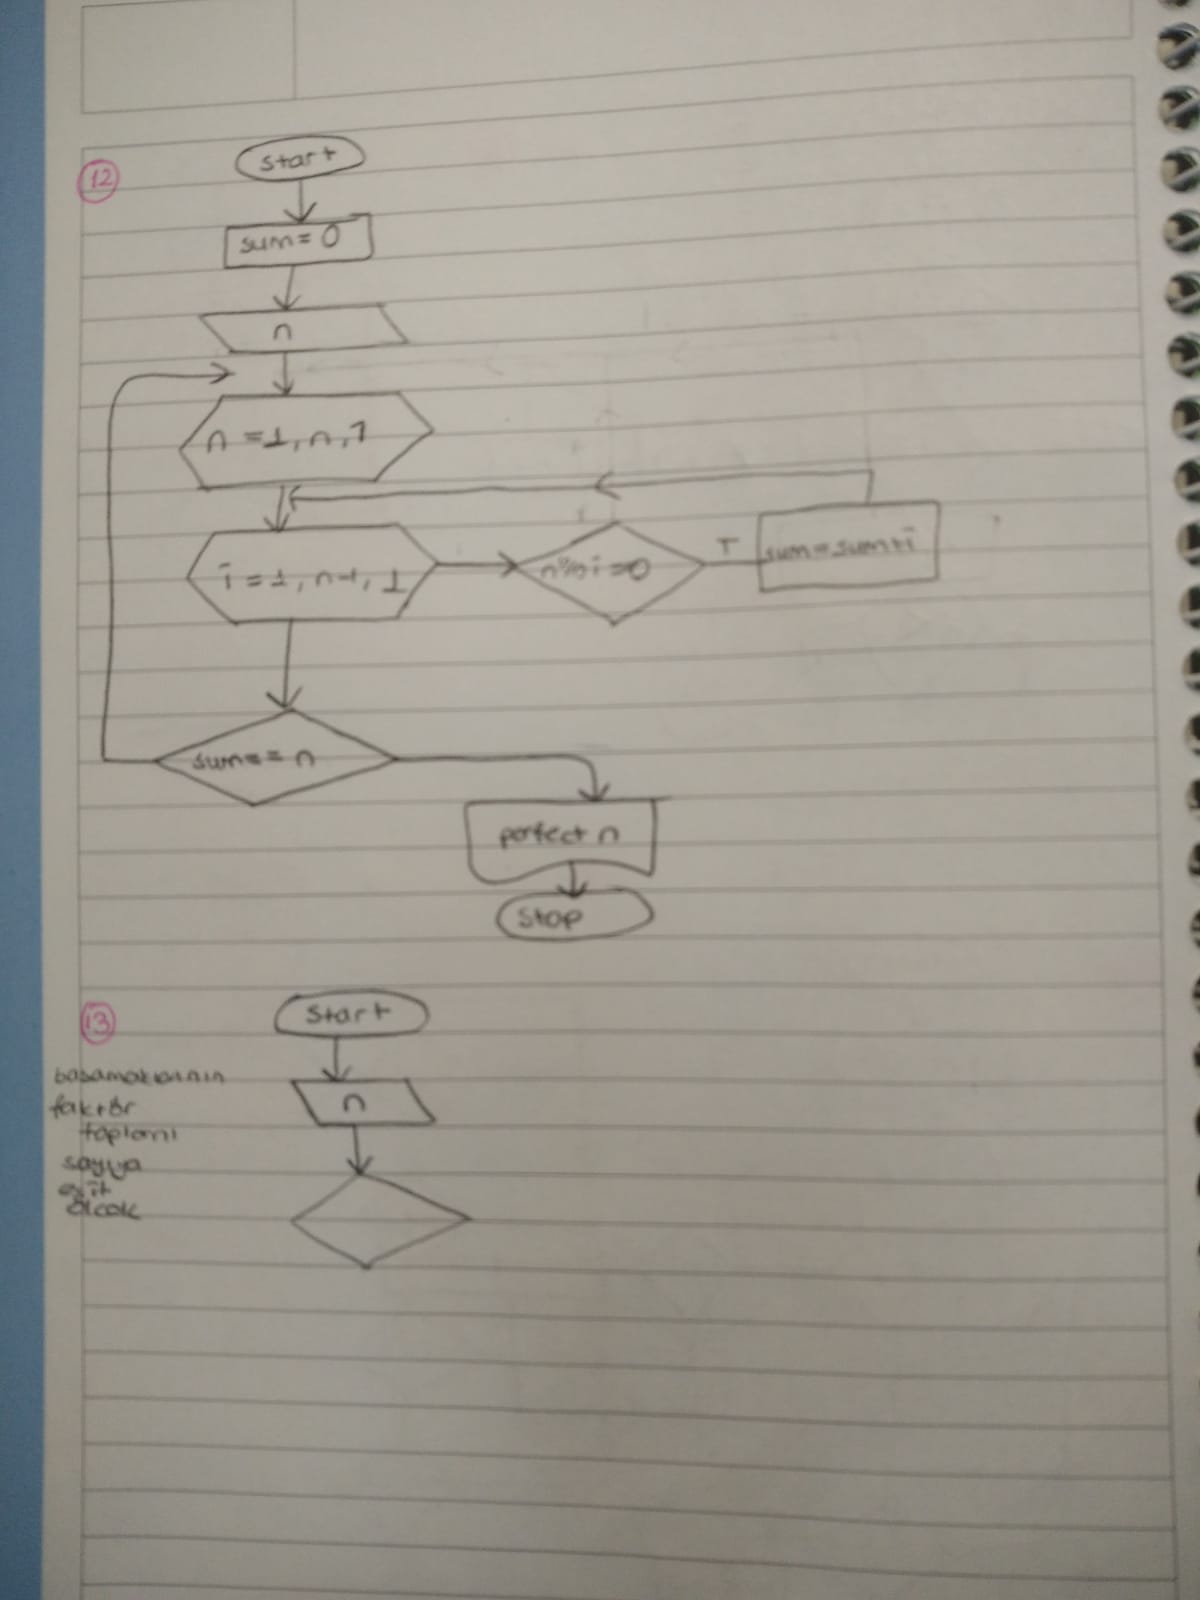 12
start
sum = 0
n
n = 1, n, 1
i = 1, n-1, 1
n%i = 0
T
sum = sum + i
sum == n
perfect n
stop
13
Start
n
basamaklarının
faktör
toplamı
sayıya
eşit
olcak